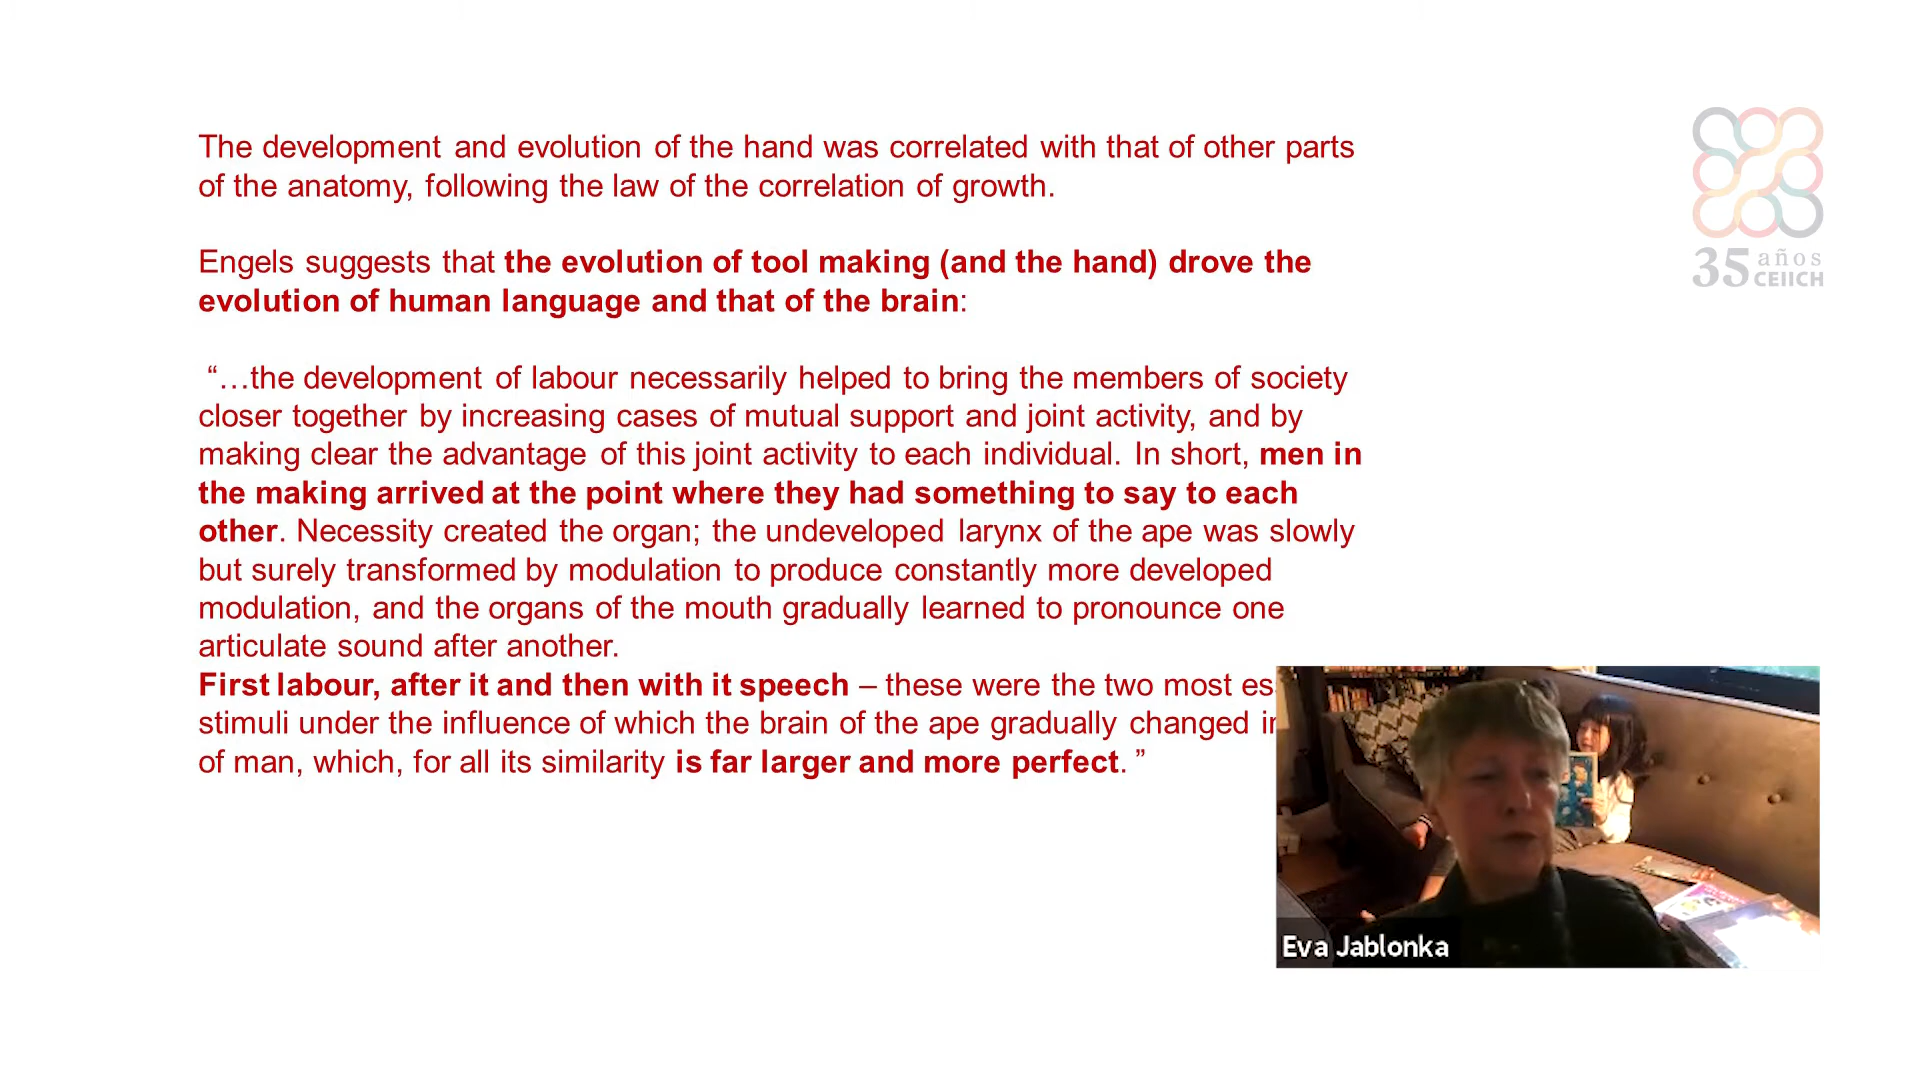 The development and evolution of the hand was correlated with that of other parts
of the anatomy, following the law of the correlation of growth.
Engels suggests that the evolution of tool making (and the hand) drove the
evolution of human language and that of the brain:
“…the development of labour necessarily helped to bring the members of society
closer together by increasing cases of mutual support and joint activity, and by
making clear the advantage of this joint activity to each individual. In short, men in
the making arrived at the point where they had something to say to each
other. Necessity created the organ; the undeveloped larynx of the ape was slowly
but surely transformed by modulation to produce constantly more developed
modulation, and the organs of the mouth gradually learned to pronounce one
articulate sound after another.
First labour, after it and then with it speech – these were the two most
stimuli under the influence of which the brain of the ape gradually changed
of man, which, for all its similarity is far larger and more perfect. ”
35 años
CEIICH
Eva Jablonka